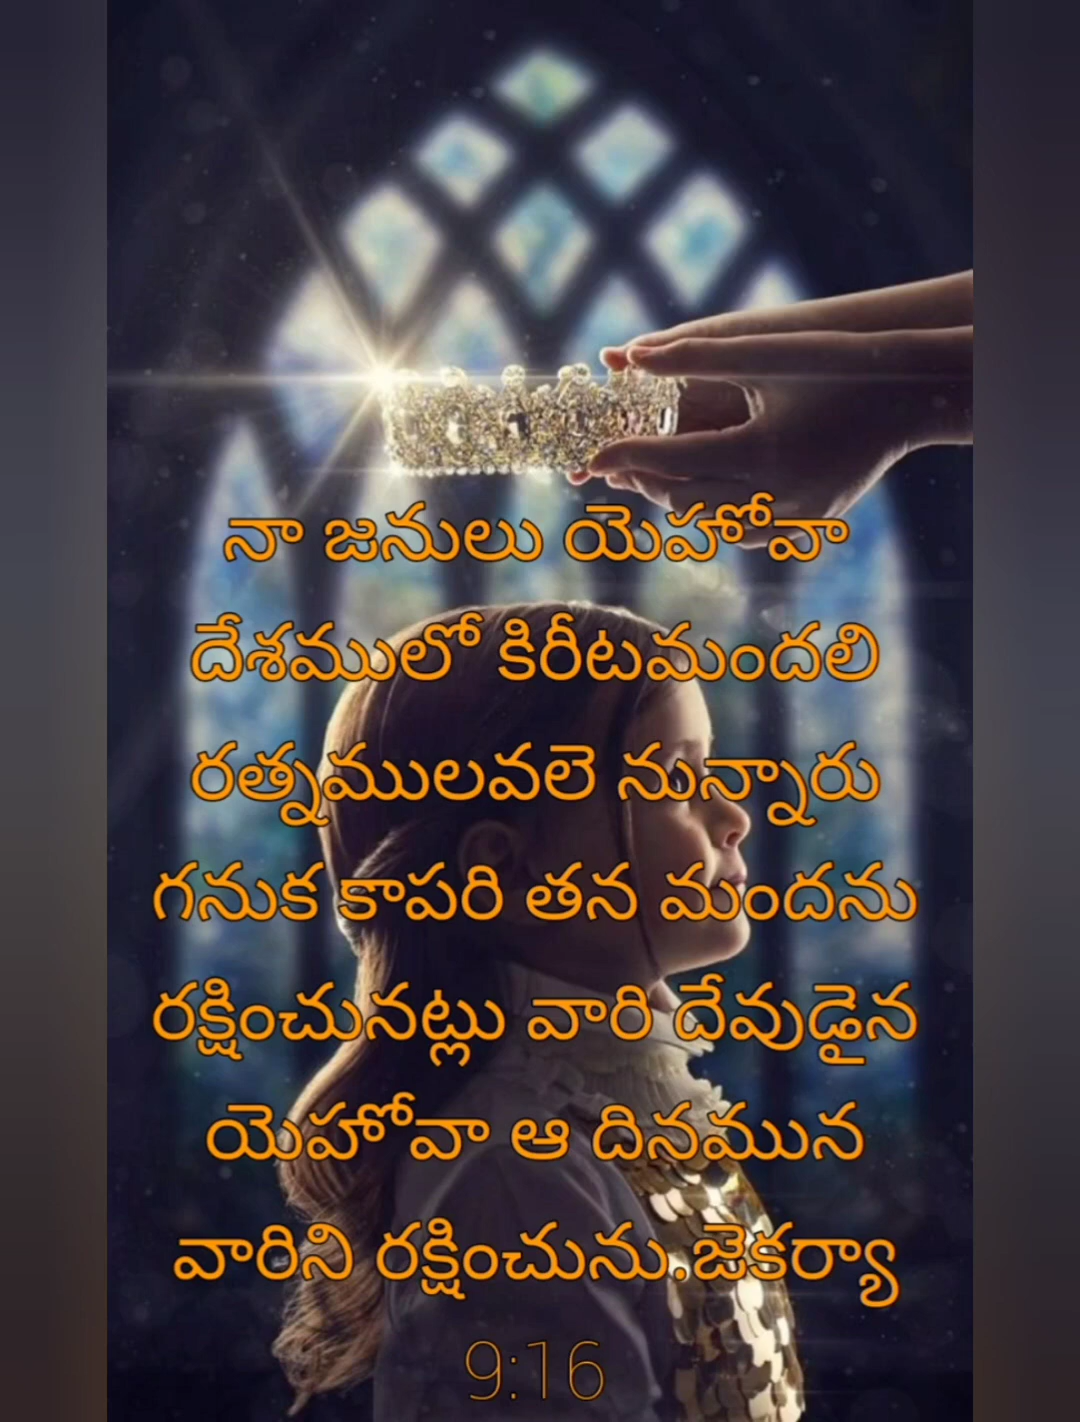 నా జనులు యెహోవా
దేశములో కిరీటమందలి
రత్నములవలె నున్నారు
గనుక కాపరి తన మందను
రక్షించునట్లు వారి దేవుడైన
యెహోవా ఆ దినమున
వారిని రక్షించును.జెకర్యా
9:16